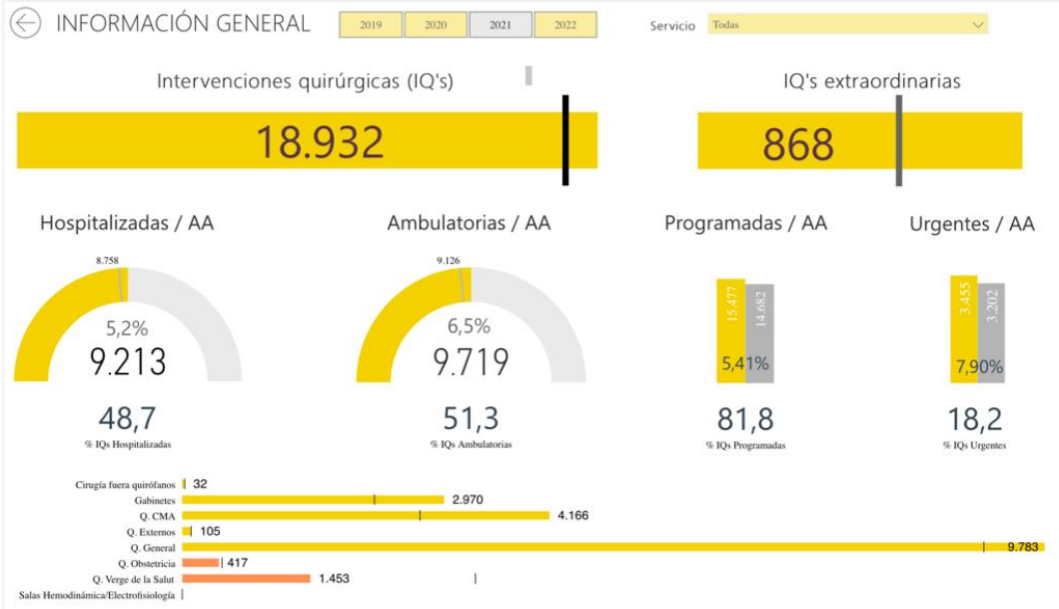 INFORMACIÓN GENERAL
2019 2020 2021 2022
Servicio Todas
Intervenciones quirúrgicas (IQ's)
18.932
IQ's extraordinarias
868
Hospitalizadas / AA
8.758
5,2%
9.213
48,7
% IQs Hospitalizadas
Ambulatorias / AA
9.126
6,5%
9.719
51,3
% IQs Ambulatorias
Programadas / AA
15.477
14.682
5,41%
81,8
% IQs Programadas
Urgentes / AA
3.455
3.202
7,90%
18,2
% IQs Urgentes
Cirugía fuera quirófanos 32
Gabinetes 2.970
Q. CMA 4.166
Q. Externos 105
Q. General 9.783
Q. Obstetricia 417
Q. Verge de la Salut 1.453
Salas Hemodinámica/Electrofisiología